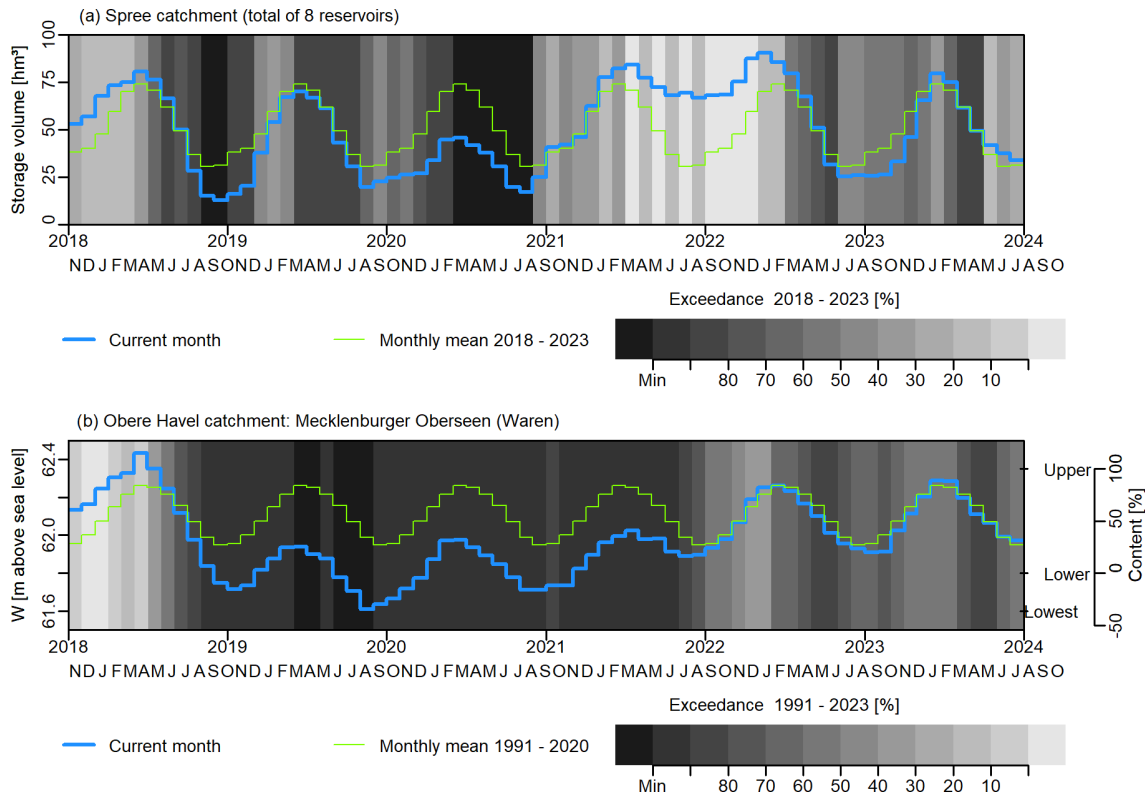 (a) Spree catchment (total of 8 reservoirs)
Storage volume [hm³]
100
75
50
25
0
2018 2019 2020 2021 2022 2023 2024
N D J F M A M J J A S O N D J F M A M J J A S O N D J F M A M J J A S O N D J F M A M J J A S O N D J F M A M J J A S O N D J F M A M J J A S O
Exceedance 2018 - 2023 [%]
Current month Monthly mean 2018 - 2023
Min 80 70 60 50 40 30 20 10
(b) Obere Havel catchment: Mecklenburger Oberseen (Waren)
W [m above sea level]
62.4
62.0
61.6
Upper
Lower
Lowest
100
50
0
-50
Content [%]
2018 2019 2020 2021 2022 2023 2024
N D J F M A M J J A S O N D J F M A M J J A S O N D J F M A M J J A S O N D J F M A M J J A S O N D J F M A M J J A S O N D J F M A M J J A S O
Exceedance 1991 - 2023 [%]
Current month Monthly mean 1991 - 2020
Min 80 70 60 50 40 30 20 10